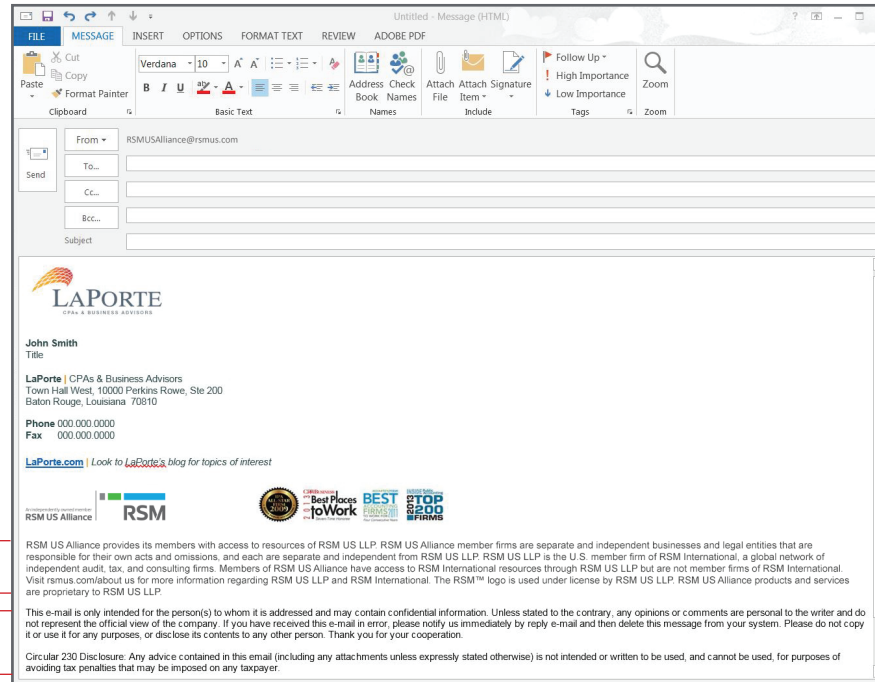 Untitled - Message (HTML)
FILE MESSAGE INSERT OPTIONS FORMAT TEXT REVIEW ADOBE PDF
Paste
Cut
Copy
Format Painter
Clipboard
Verdana 10
B I U
Basic Text
Address Book
Check Names
Names
Attach File
Attach Item
Signature
Include
Follow Up
High Importance
Low Importance
Tags
Zoom
Zoom
Send
From RSMUSAlliance@rsmus.com
To...
Cc...
Bcc...
Subject
LAPORTE
CPAs & BUSINESS ADVISORS
John Smith
Title
LaPorte | CPAs & Business Advisors
Town Hall West, 10000 Perkins Rowe, Ste 200
Baton Rouge, Louisiana 70810
Phone 000.000.0000
Fax 000.000.0000
LaPorte.com | Look to LaPorte's blog for topics of interest
An independently owned member
RSM US Alliance
RSM
2009
2013
Best Places
to Work
BEST
FIRMS
2013
TOP
200
FIRMS
RSM US Alliance provides its members with access to resources of RSM US LLP. RSM US Alliance member firms are separate and independent businesses and legal entities that are
responsible for their own acts and omissions, and each are separate and independent from RSM US LLP. RSM US LLP is the U.S. member firm of RSM International, a global network of
independent audit, tax, and consulting firms. Members of RSM US Alliance have access to RSM International resources through RSM US LLP but are not member firms of RSM International.
Visit rsmus.com/about us for more information regarding RSM US LLP and RSM International. The RSM™ logo is used under license by RSM US LLP. RSM US Alliance products and services
are proprietary to RSM US LLP.
This e-mail is only intended for the person(s) to whom it is addressed and may contain confidential information. Unless stated to the contrary, any opinions or comments are personal to the writer and do
not represent the official view of the company. If you have received this e-mail in error, please notify us immediately by reply e-mail and then delete this message from your system. Please do not copy
it or use it for any purposes, or disclose its contents to any other person. Thank you for your cooperation.
Circular 230 Disclosure: Any advice contained in this email (including any attachments unless expressly stated otherwise) is not intended or written to be used, and cannot be used, for purposes of
avoiding tax penalties that may be imposed on any taxpayer.